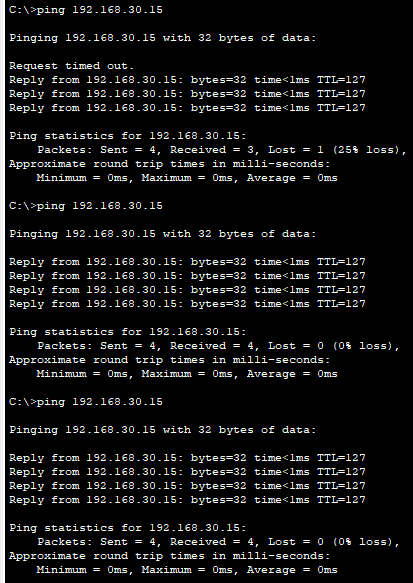 C:\>ping 192.168.30.15
Pinging 192.168.30.15 with 32 bytes of data:
Request timed out.
Reply from 192.168.30.15: bytes=32 time<1ms TTL=127
Reply from 192.168.30.15: bytes=32 time<1ms TTL=127
Reply from 192.168.30.15: bytes=32 time<1ms TTL=127
Ping statistics for 192.168.30.15:
    Packets: Sent = 4, Received = 3, Lost = 1 (25% loss),
Approximate round trip times in milli-seconds:
    Minimum = 0ms, Maximum = 0ms, Average = 0ms
C:\>ping 192.168.30.15
Pinging 192.168.30.15 with 32 bytes of data:
Reply from 192.168.30.15: bytes=32 time<1ms TTL=127
Reply from 192.168.30.15: bytes=32 time<1ms TTL=127
Reply from 192.168.30.15: bytes=32 time<1ms TTL=127
Reply from 192.168.30.15: bytes=32 time<1ms TTL=127
Ping statistics for 192.168.30.15:
    Packets: Sent = 4, Received = 4, Lost = 0 (0% loss),
Approximate round trip times in milli-seconds:
    Minimum = 0ms, Maximum = 0ms, Average = 0ms
C:\>ping 192.168.30.15
Pinging 192.168.30.15 with 32 bytes of data:
Reply from 192.168.30.15: bytes=32 time<1ms TTL=127
Reply from 192.168.30.15: bytes=32 time<1ms TTL=127
Reply from 192.168.30.15: bytes=32 time<1ms TTL=127
Reply from 192.168.30.15: bytes=32 time<1ms TTL=127
Ping statistics for 192.168.30.15:
    Packets: Sent = 4, Received = 4, Lost = 0 (0% loss),
Approximate round trip times in milli-seconds:
    Minimum = 0ms, Maximum = 0ms, Average = 0ms